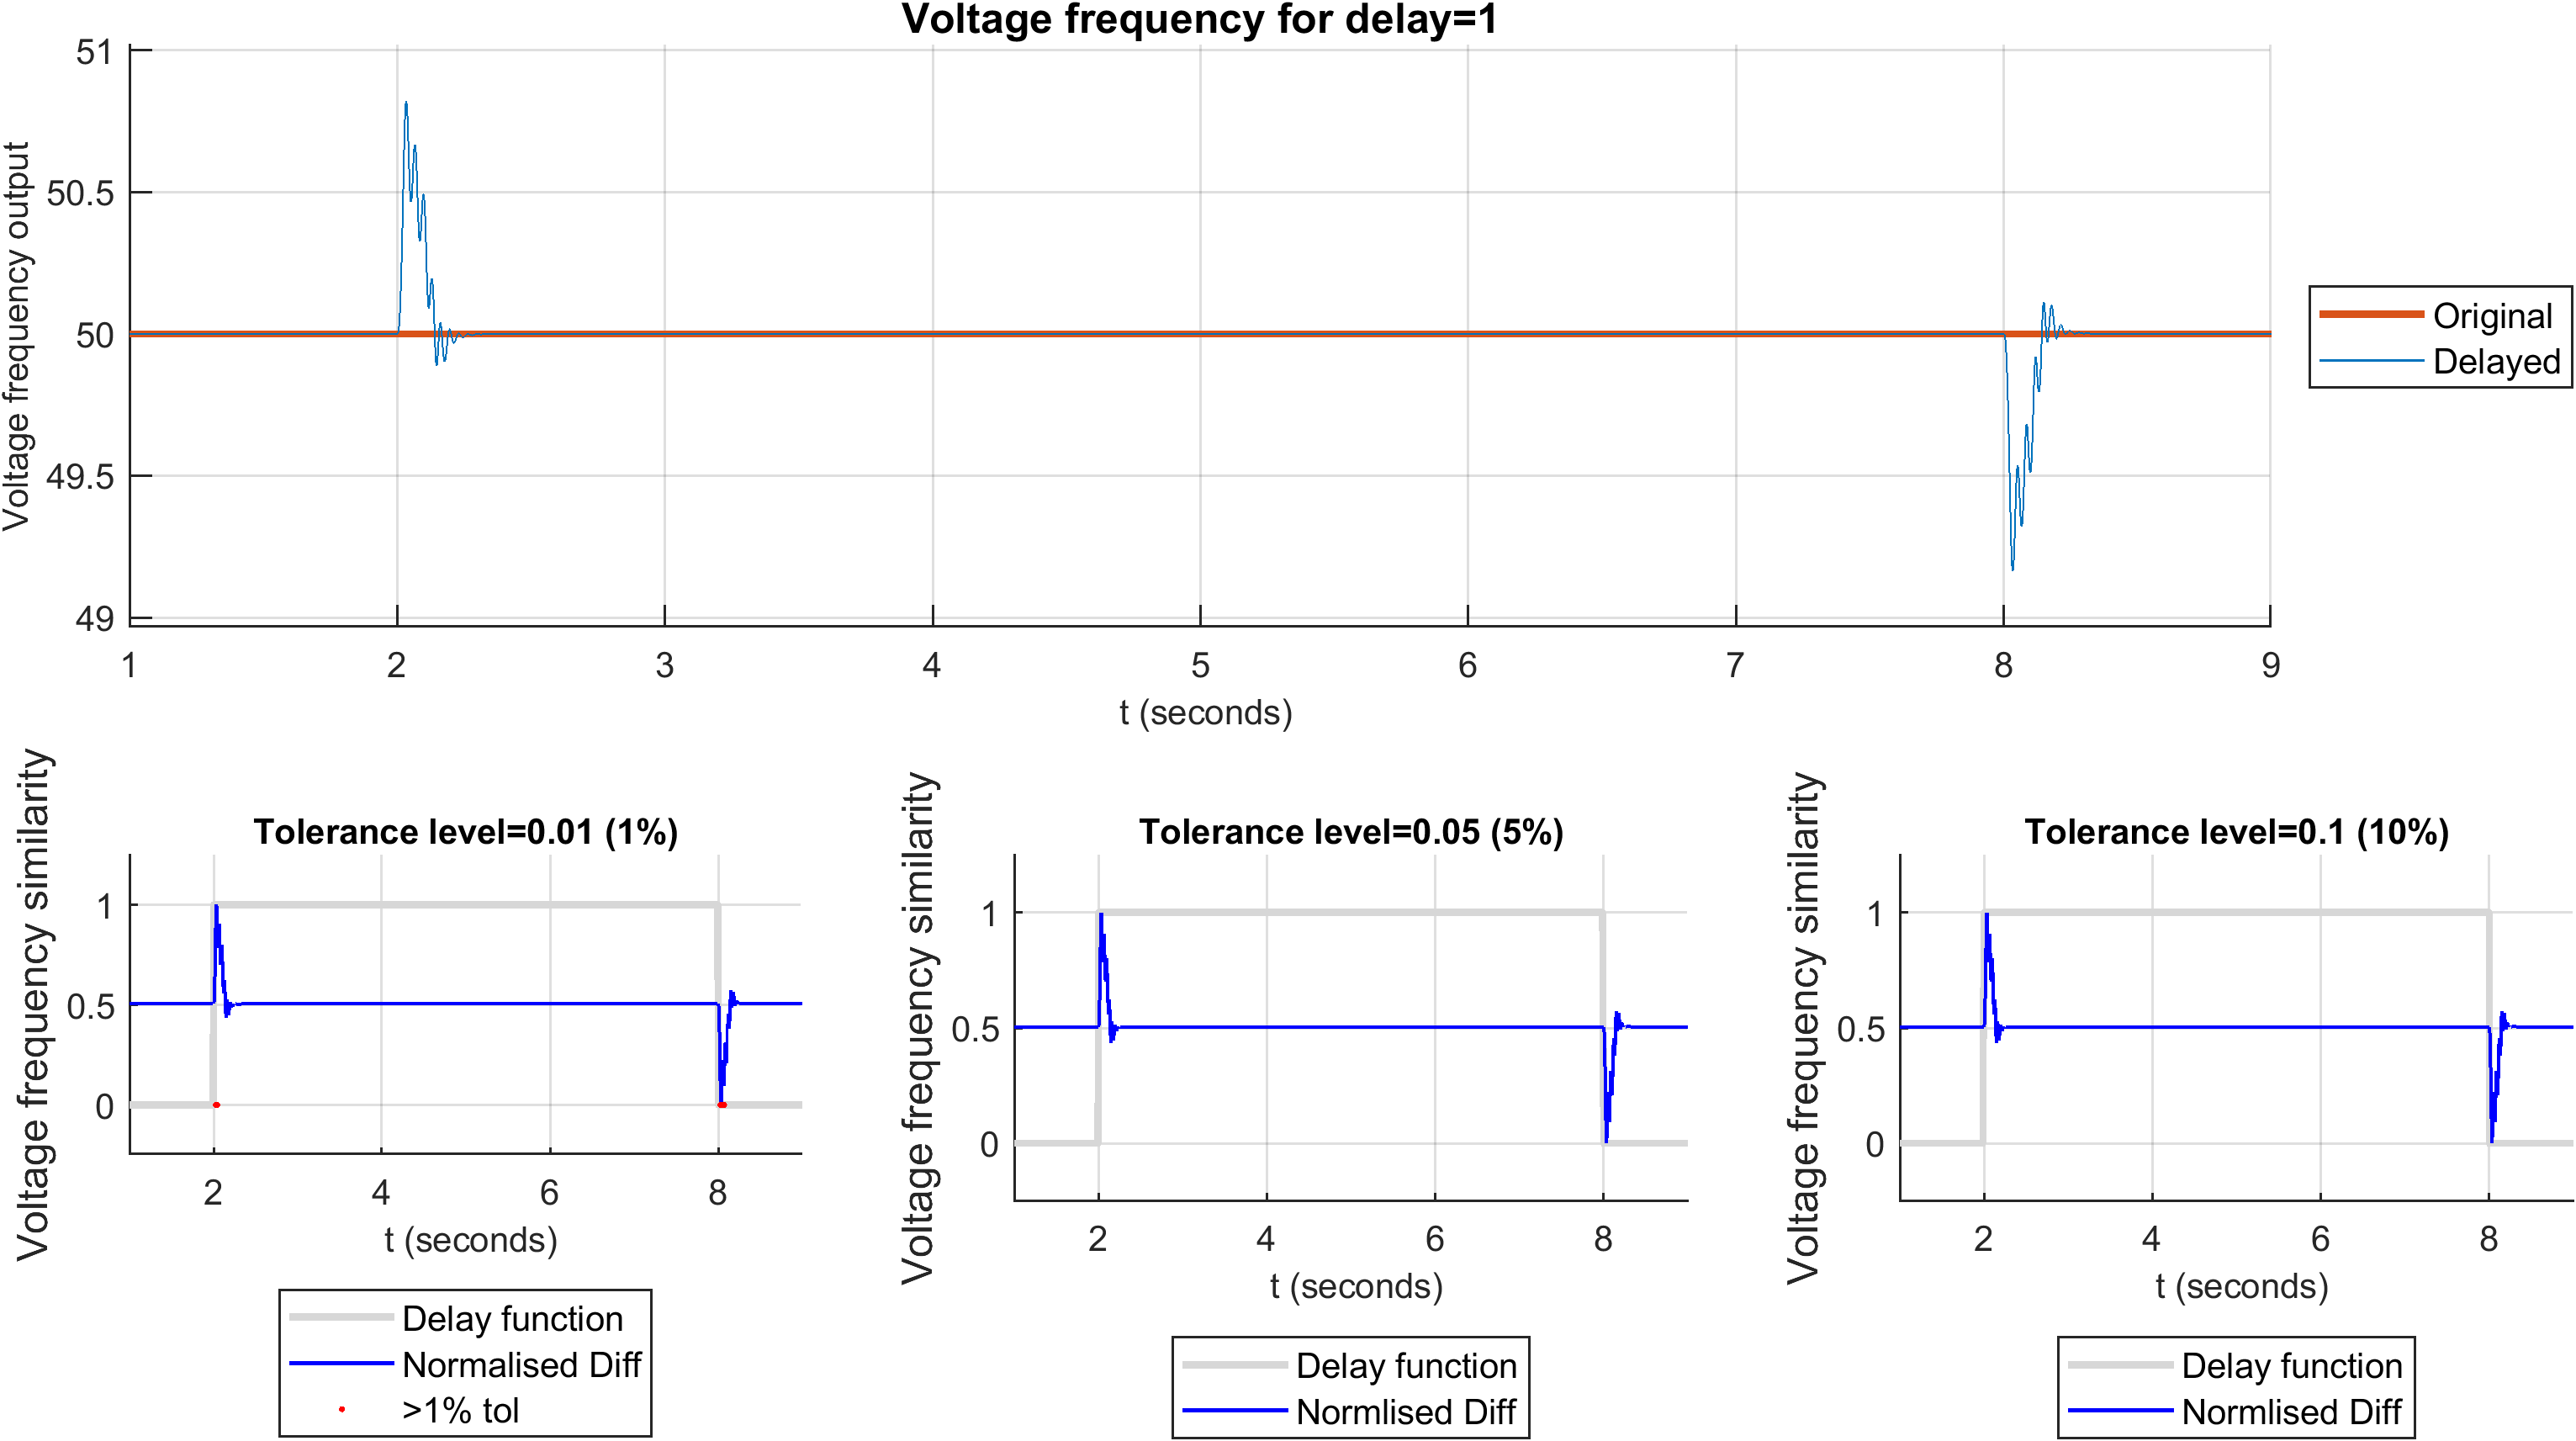 Voltage frequency for delay=1
Voltage frequency output
51
50.5
50
49.5
49
1 2 3 4 5 6 7 8 9
t (seconds)
Original
Delayed
Tolerance level=0.01 (1%)
Voltage frequency similarity
1
0.5
0
2 4 6 8
t (seconds)
Delay function
Normalised Diff
>1% tol
Tolerance level=0.05 (5%)
Voltage frequency similarity
1
0.5
0
2 4 6 8
t (seconds)
Delay function
Normlised Diff
Tolerance level=0.1 (10%)
Voltage frequency similarity
1
0.5
0
2 4 6 8
t (seconds)
Delay function
Normlised Diff